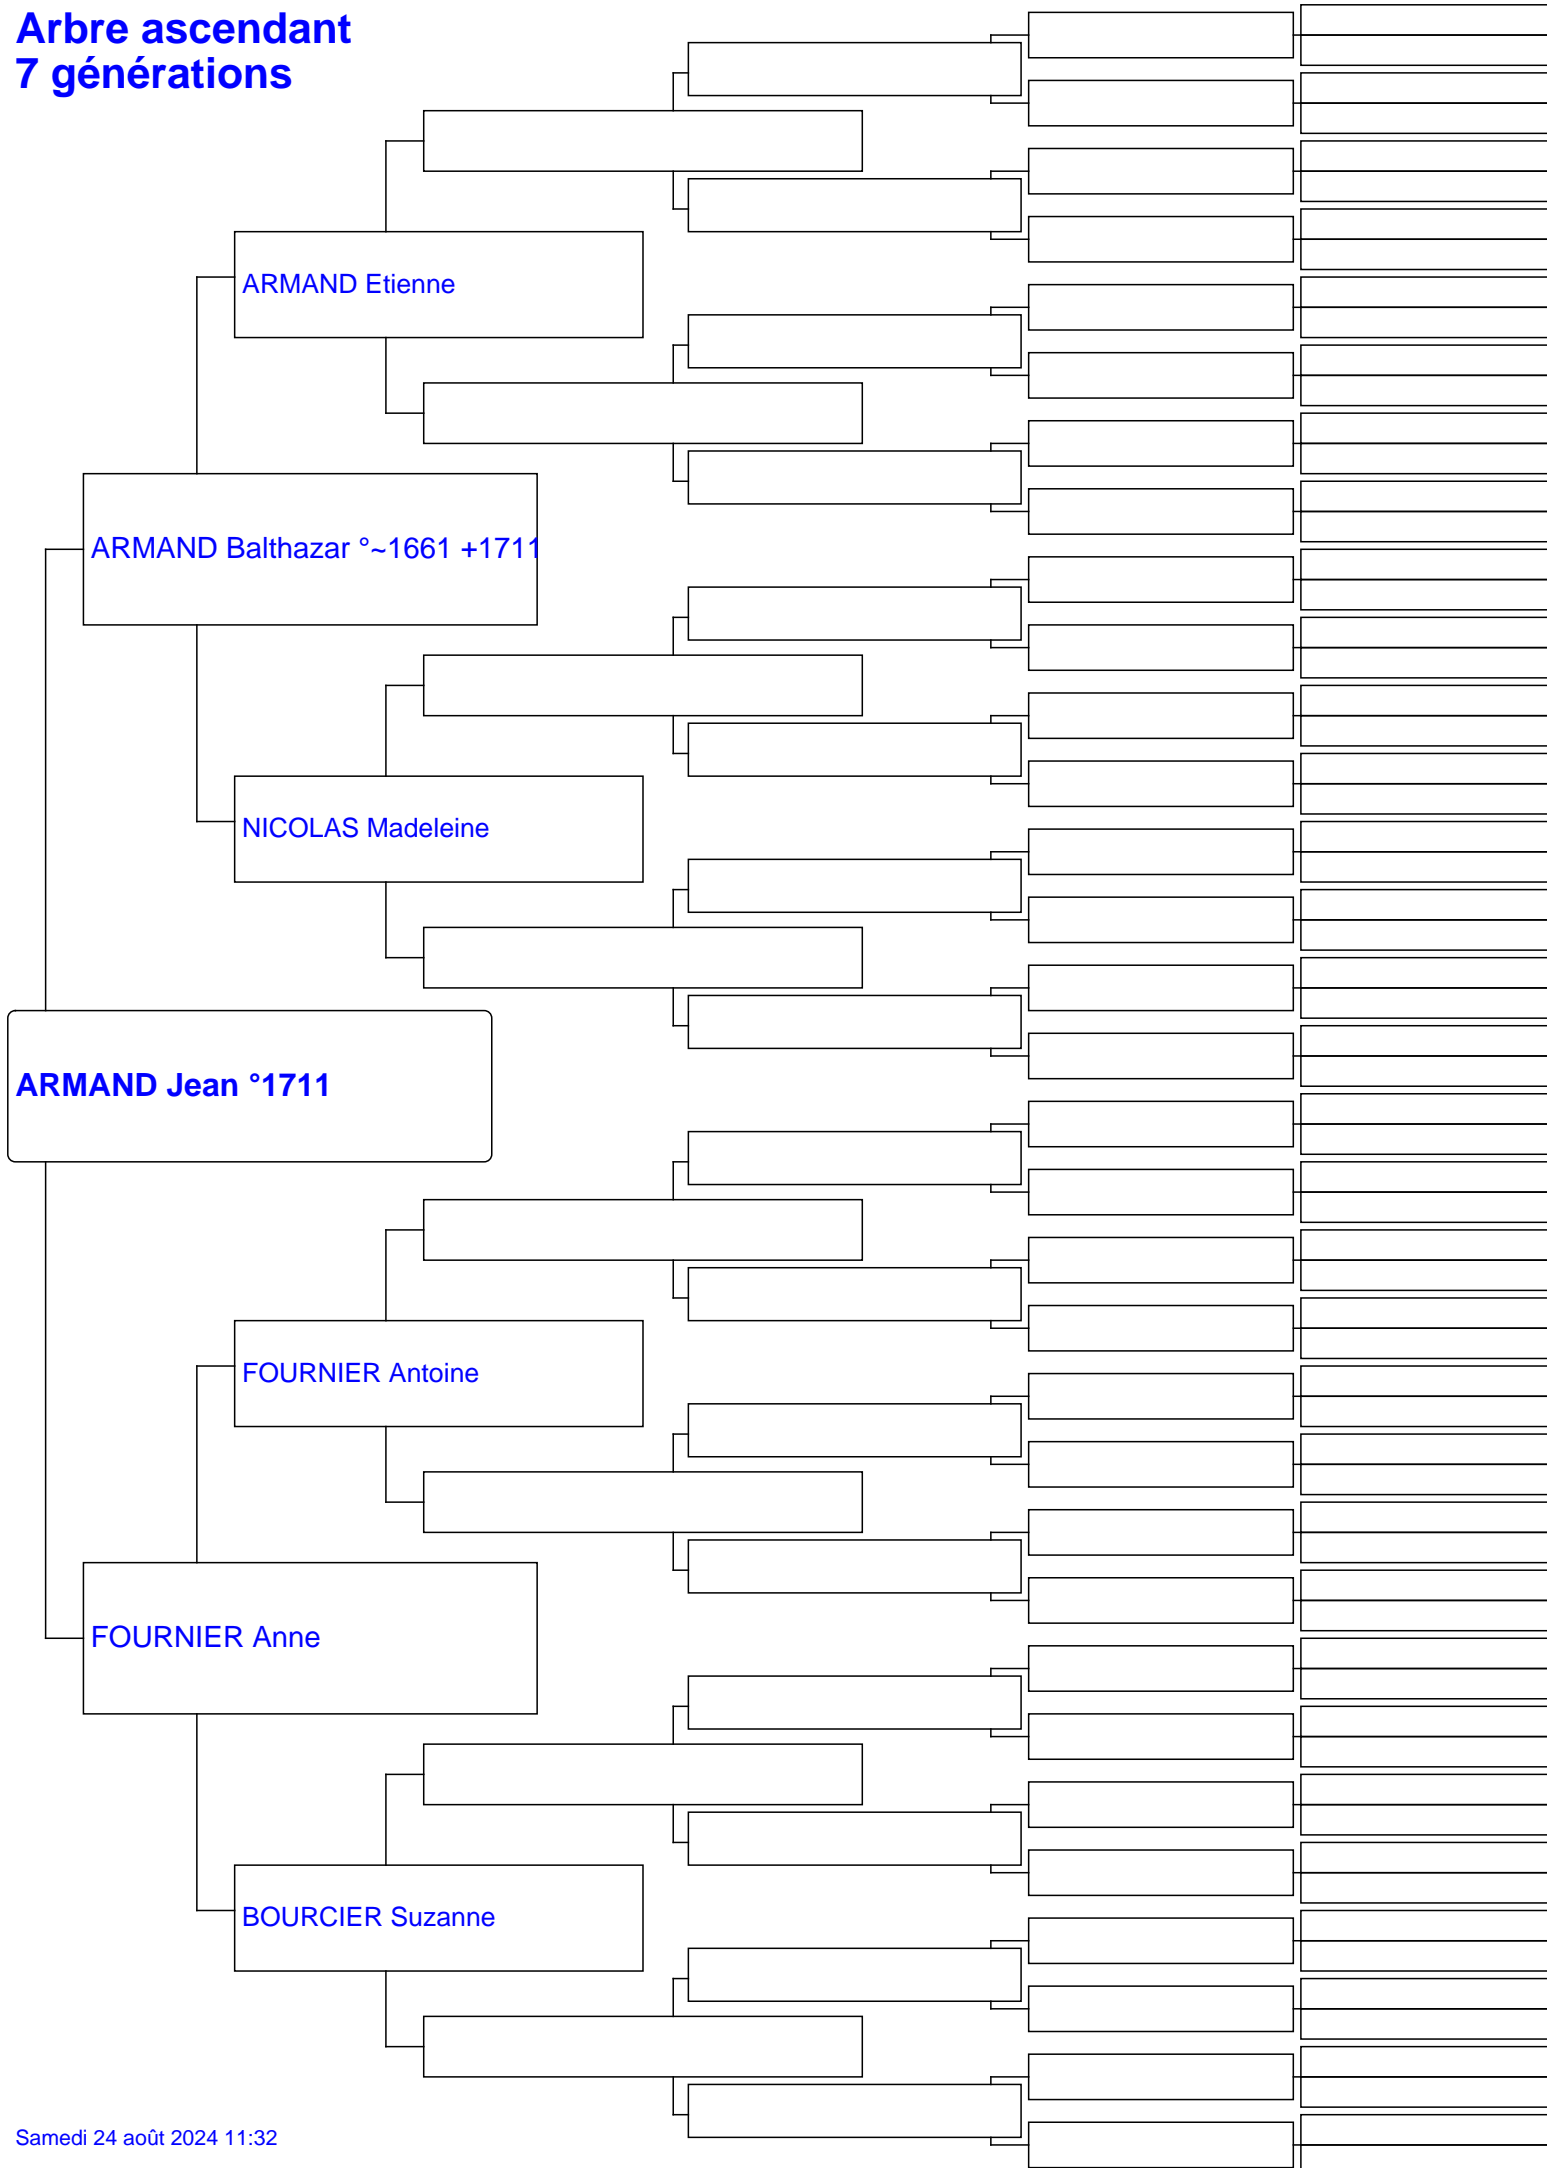 Arbre ascendant
7 générations
ARMAND Etienne
ARMAND Balthazar °~1661 +1711
NICOLAS Madeleine
ARMAND Jean °1711
FOURNIER Antoine
FOURNIER Anne
BOURCIER Suzanne
Samedi 24 août 2024 11:32